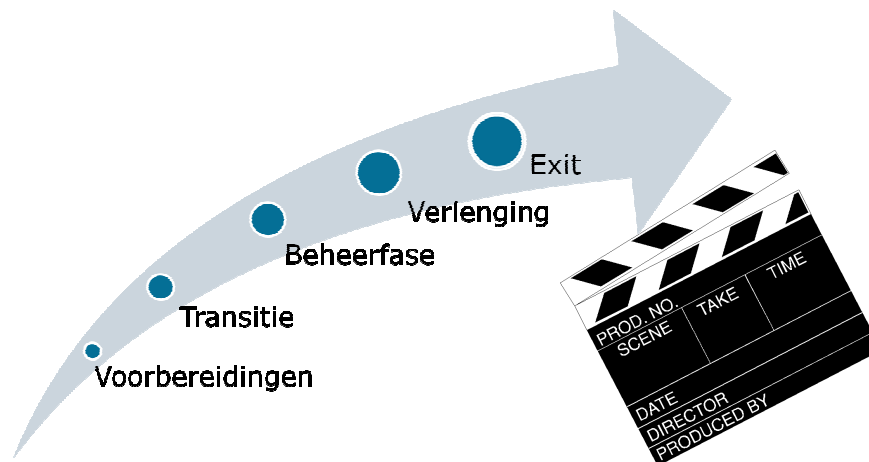 Exit
Verlenging
Beheerfase
Transitie
Voorbereidingen
PROD. NO.
SCENE
TAKE
TIME
DATE
DIRECTOR
PRODUCED BY